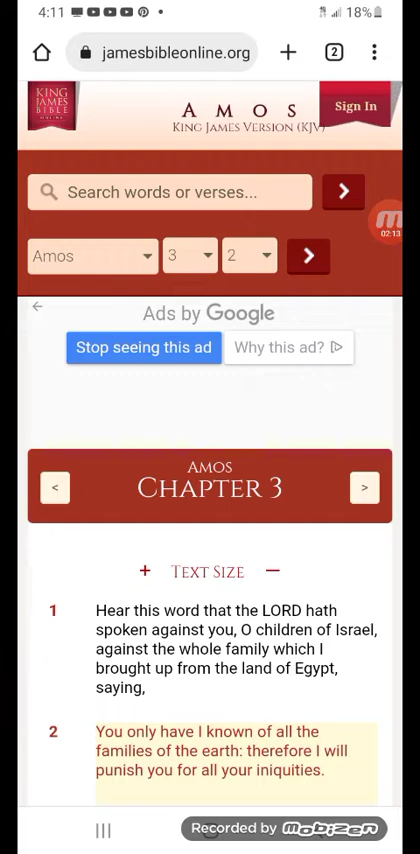 4:11
18%
jamesbibleonline.org
2
KING
JAMES
BIBLE
ONLINE
AMOS
KING JAMES VERSION (KJV)
Sign In
Search words or verses...
02:13
Amos
3
2
Ads by Google
Stop seeing this ad
Why this ad?
AMOS
CHAPTER 3
<
>
+ TEXT SIZE −
1 Hear this word that the LORD hath
spoken against you, O children of Israel,
against the whole family which I
brought up from the land of Egypt,
saying,
2 You only have I known of all the
families of the earth: therefore I will
punish you for all your iniquities.
Recorded by mobizen